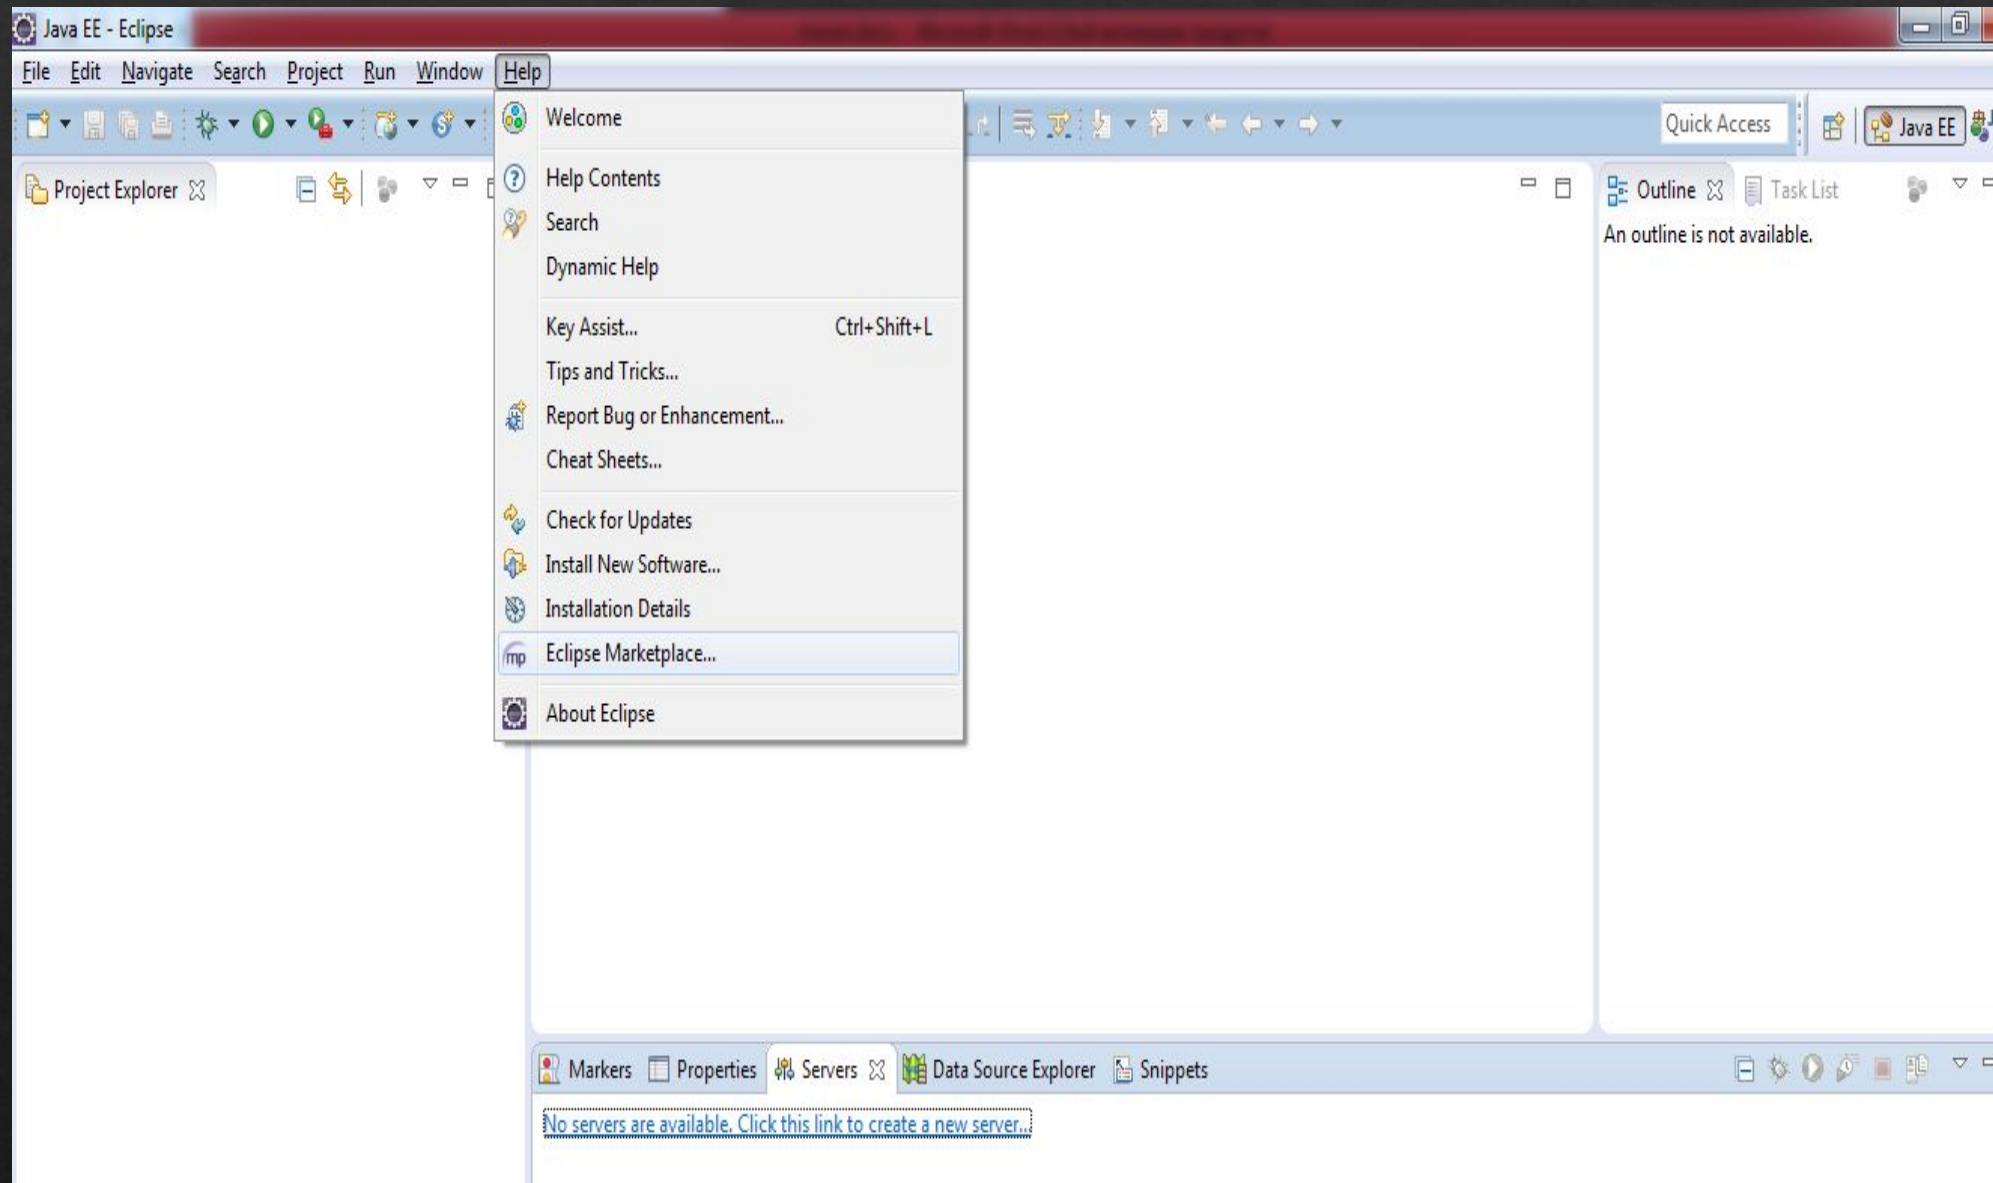 Java EE - Eclipse
File Edit Navigate Search Project Run Window Help
Quick Access Java EE
Project Explorer
Welcome
Help Contents
Search
Dynamic Help
Key Assist... Ctrl+Shift+L
Tips and Tricks...
Report Bug or Enhancement...
Cheat Sheets...
Check for Updates
Install New Software...
Installation Details
mp Eclipse Marketplace...
About Eclipse
Outline Task List
An outline is not available.
Markers Properties Servers Data Source Explorer Snippets
No servers are available. Click this link to create a new server...